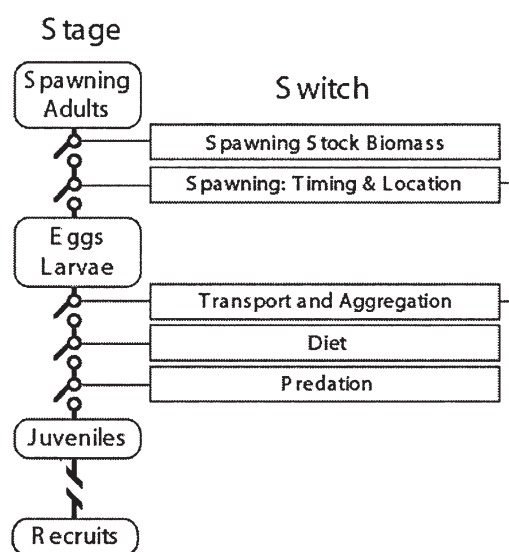 Stage
Spawning
Adults
Switch
Spawning Stock Biomass
Spawning: Timing & Location
Eggs
Larvae
Transport and Aggregation
Diet
Predation
Juveniles
Recruits